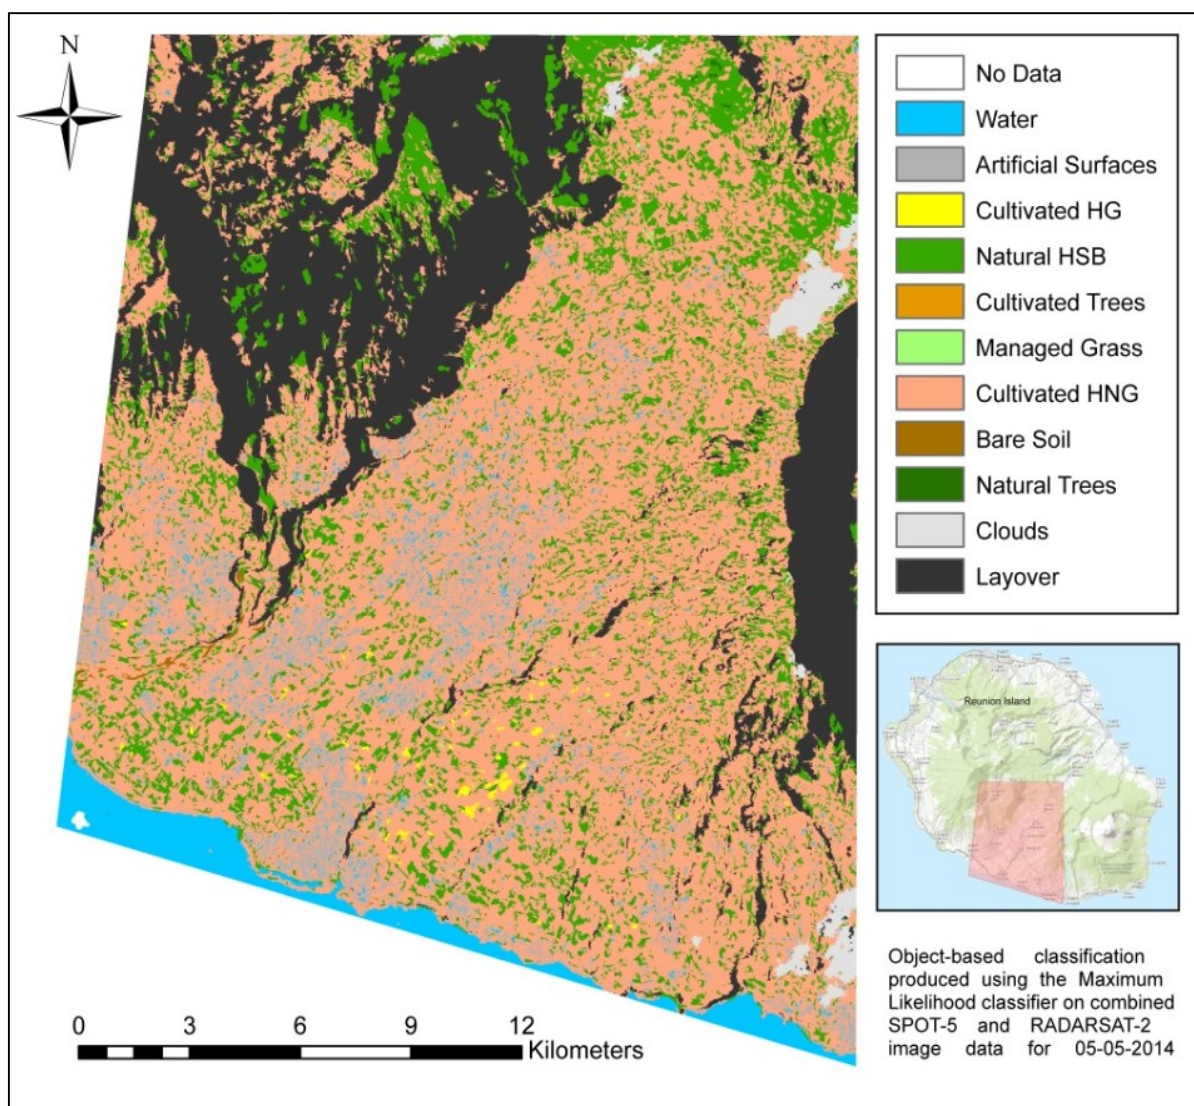 N
No Data
Water
Artificial Surfaces
Cultivated HG
Natural HSB
Cultivated Trees
Managed Grass
Cultivated HNG
Bare Soil
Natural Trees
Clouds
Layover
Reunion Island
Object-based classification
produced using the Maximum
Likelihood classifier on combined
SPOT-5 and RADARSAT-2
image data for 05-05-2014
0 3 6 9 12
Kilometers